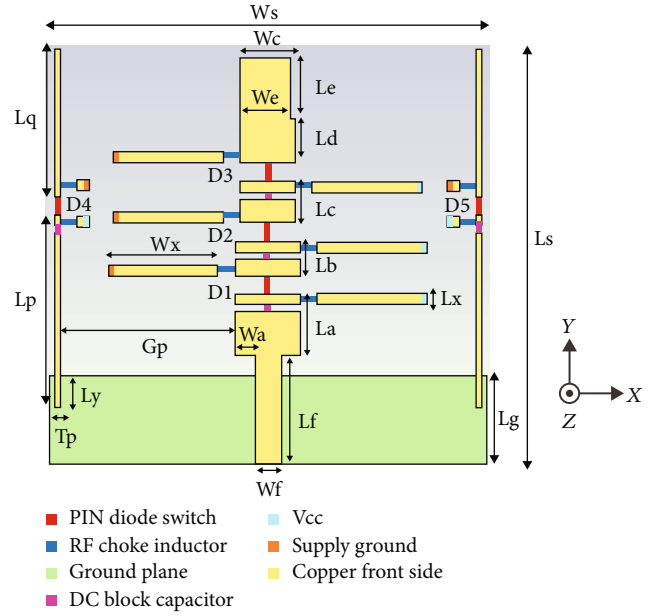 Ws
Wc
Le
We
Lq
Ld
D3
D4
D5
Lc
D2
Ls
Wx
Lb
Lp
D1
Lx
La
Gp
Wa
Y
Ly
X
Z
Tp
Lf
Lg
Wf
PIN diode switch
Vcc
RF choke inductor
Supply ground
Ground plane
Copper front side
DC block capacitor